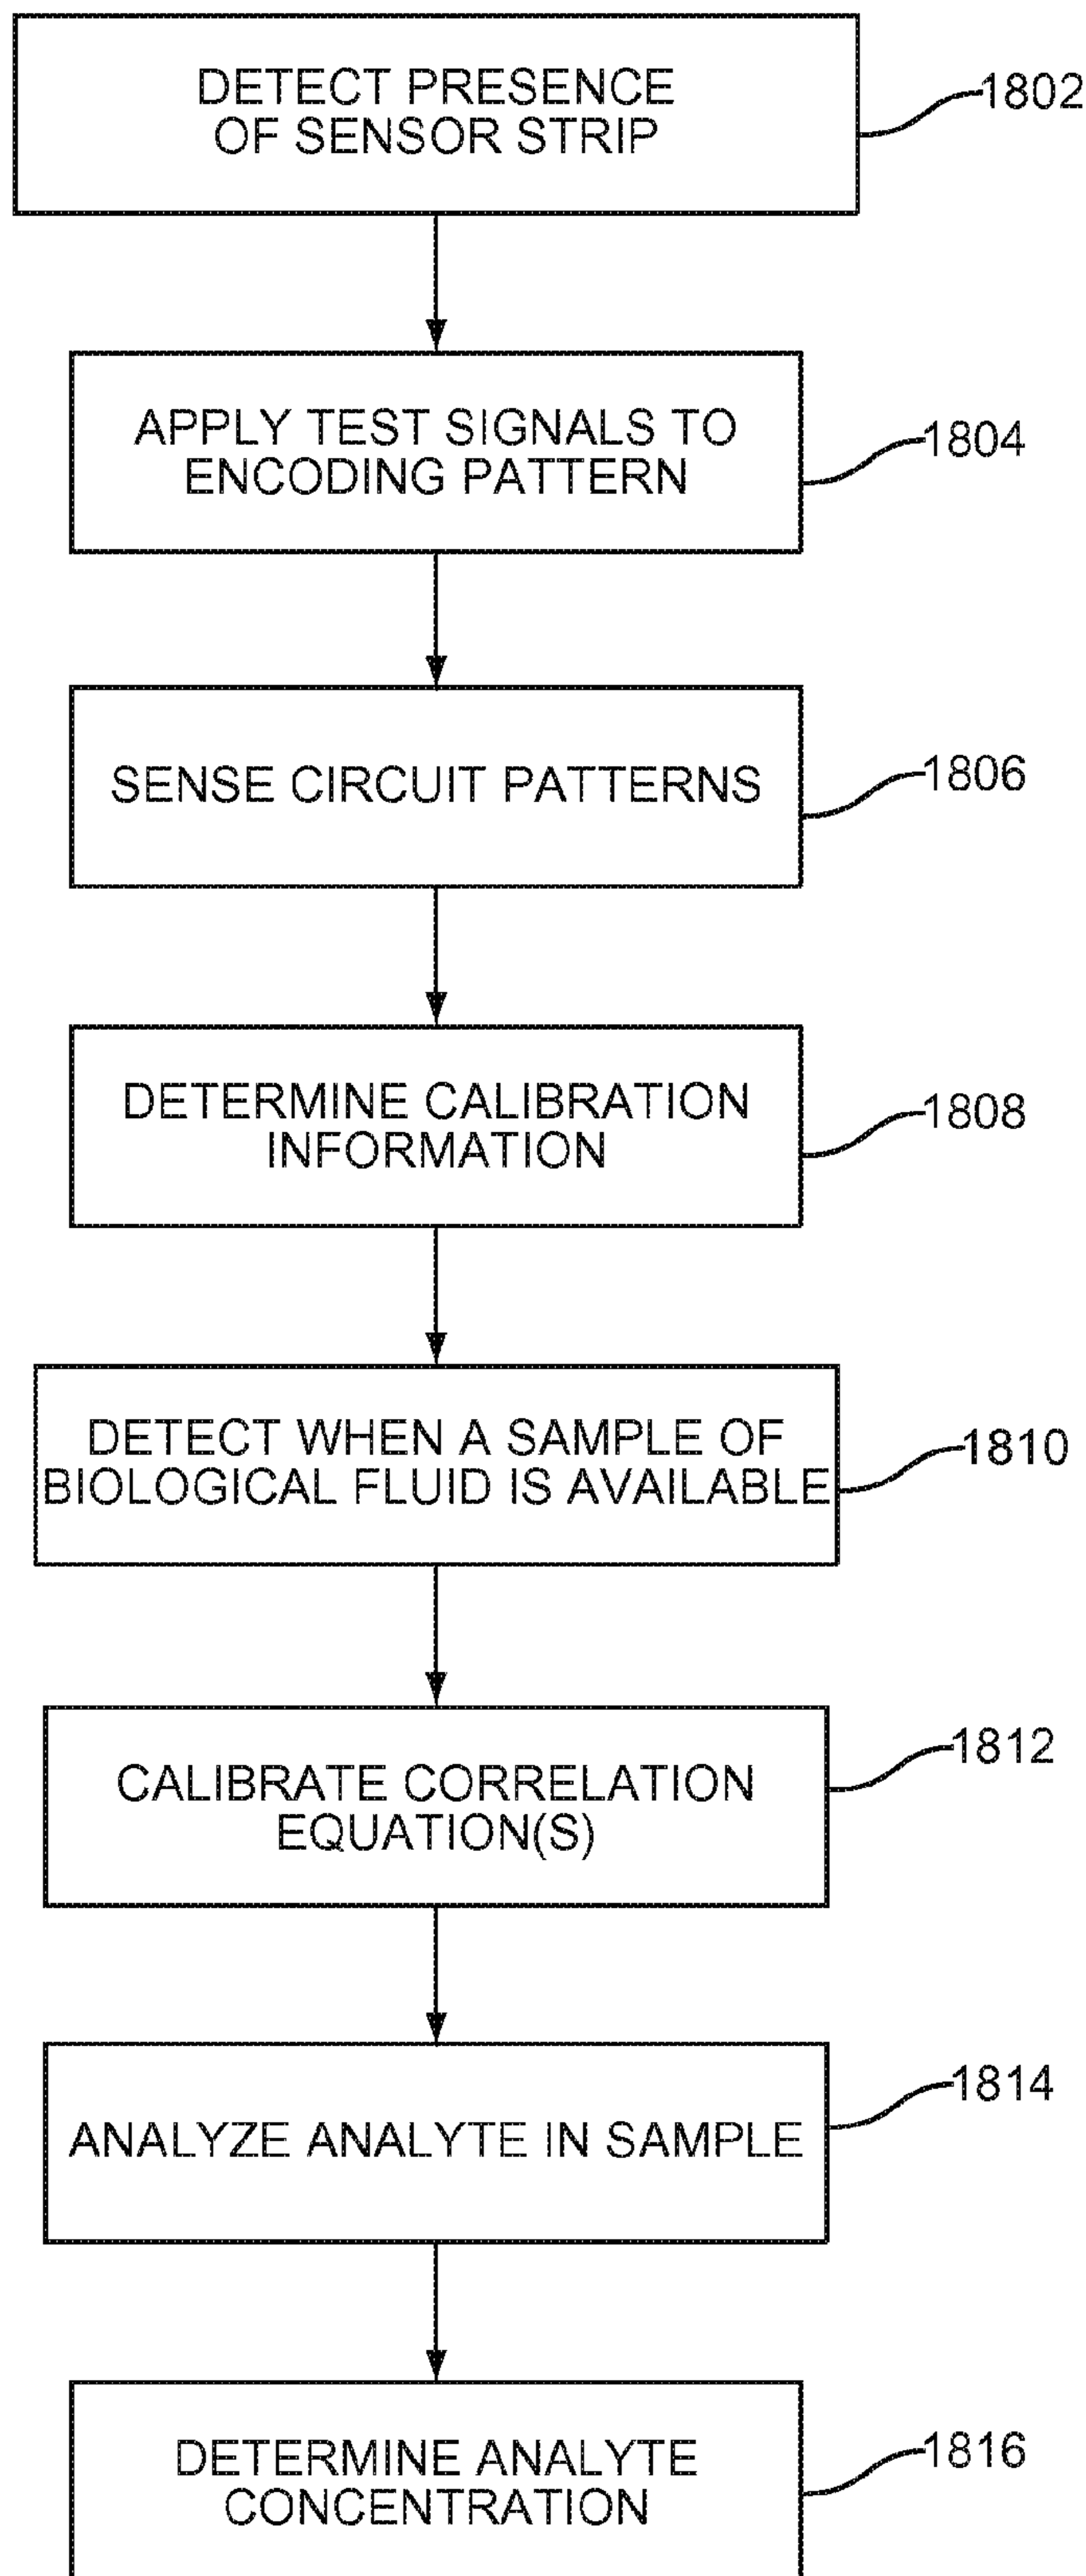 DETECT PRESENCE
OF SENSOR STRIP
1802
APPLY TEST SIGNALS TO
ENCODING PATTERN
1804
SENSE CIRCUIT PATTERNS
1806
DETERMINE CALIBRATION
INFORMATION
1808
DETECT WHEN A SAMPLE OF
BIOLOGICAL FLUID IS AVAILABLE
1810
CALIBRATE CORRELATION
EQUATION(S)
1812
ANALYZE ANALYTE IN SAMPLE
1814
DETERMINE ANALYTE
CONCENTRATION
1816